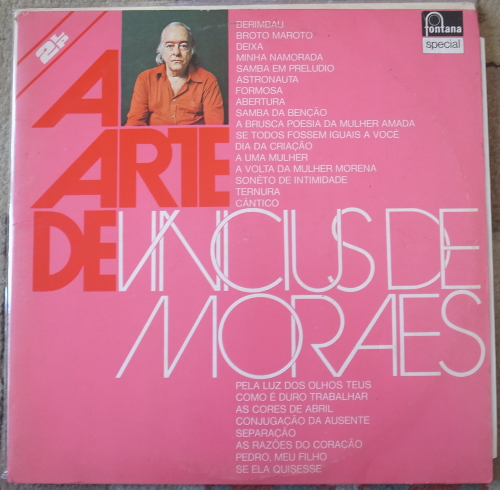 2LP
fontana
special
BERIMBAU
BROTO MAROTO
DEIXA
MINHA NAMORADA
SAMBA EM PRELUDIO
ASTRONAUTA
FORMOSA
ABERTURA
SAMBA DA BENÇÃO
A BRUSCA POESIA DA MULHER AMADA
SE TODOS FOSSEM IGUAIS A VOCÊ
DIA DA CRIAÇÃO
A UMA MULHER
A VOLTA DA MULHER MORENA
SONÊTO DE INTIMIDADE
TERNURA
CÂNTICO
A
ARTE
DE VINICIUS DE
MORAES
PELA LUZ DOS OLHOS TEUS
COMO É DURO TRABALHAR
AS CORES DE ABRIL
CONJUGAÇÃO DA AUSENTE
SEPARAÇÃO
AS RAZÕES DO CORAÇÃO
PEDRO, MEU FILHO
SE ELA QUISESSE